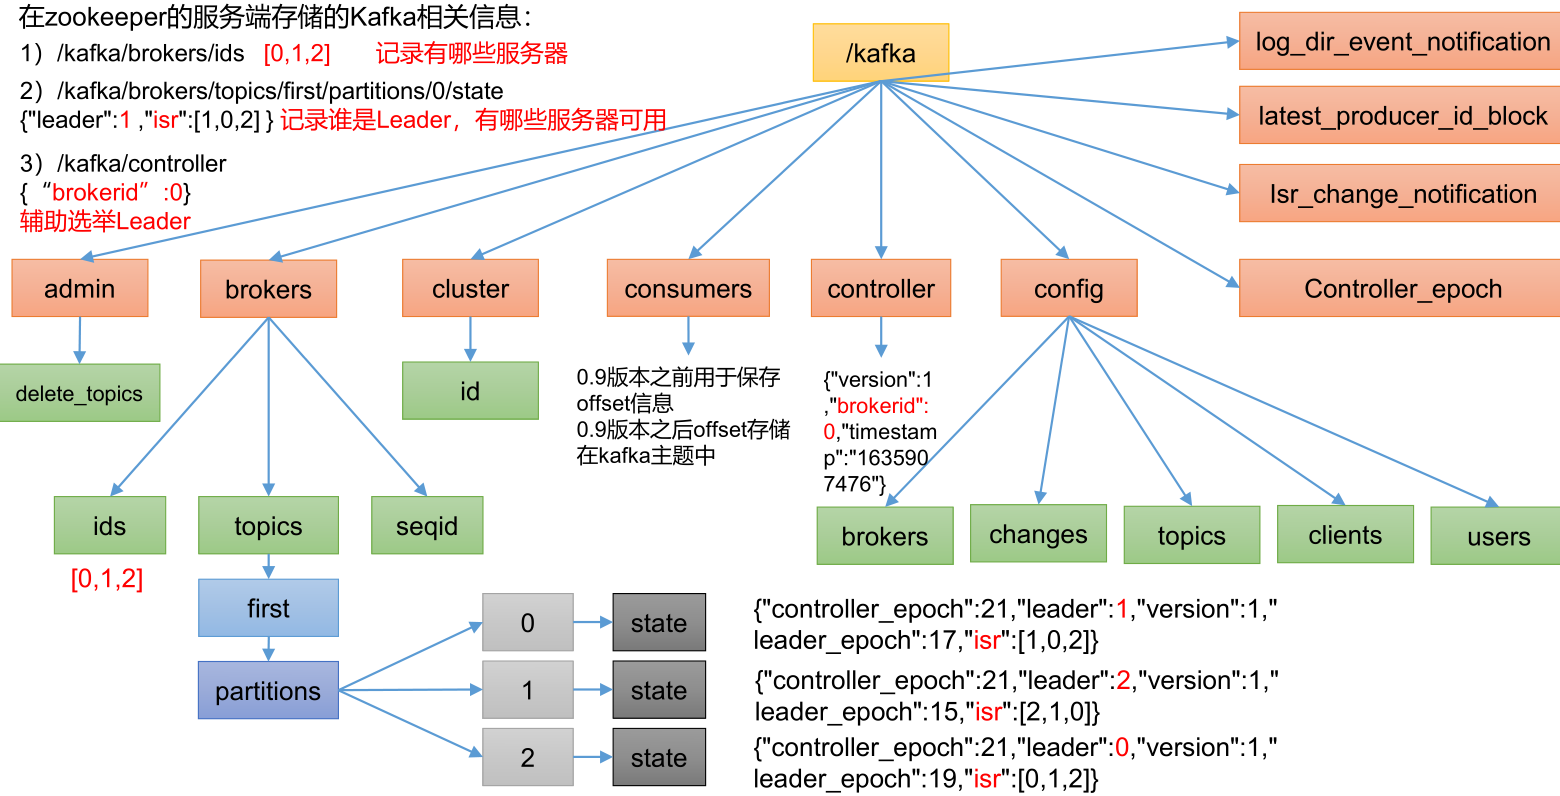 在zookeeper的服务端存储的Kafka相关信息：
1）/kafka/brokers/ids [0,1,2] 记录有哪些服务器
2）/kafka/brokers/topics/first/partitions/0/state
{"leader":1 ,"isr":[1,0,2] } 记录谁是Leader，有哪些服务器可用
3）/kafka/controller
{ “brokerid”:0}
辅助选举Leader
/kafka
log_dir_event_notification
latest_producer_id_block
Isr_change_notification
Controller_epoch
admin
brokers
cluster
consumers
controller
config
delete_topics
id
0.9版本之前用于保存
offset信息
0.9版本之后offset存储
在kafka主题中
{"version":1
,"brokerid":
0,"timestam
p":"163590
7476"}
ids
topics
seqid
brokers
changes
topics
clients
users
[0,1,2]
first
partitions
0
state
{"controller_epoch":21,"leader":1,"version":1,"
leader_epoch":17,"isr":[1,0,2]}
1
state
{"controller_epoch":21,"leader":2,"version":1,"
leader_epoch":15,"isr":[2,1,0]}
2
state
{"controller_epoch":21,"leader":0,"version":1,"
leader_epoch":19,"isr":[0,1,2]}